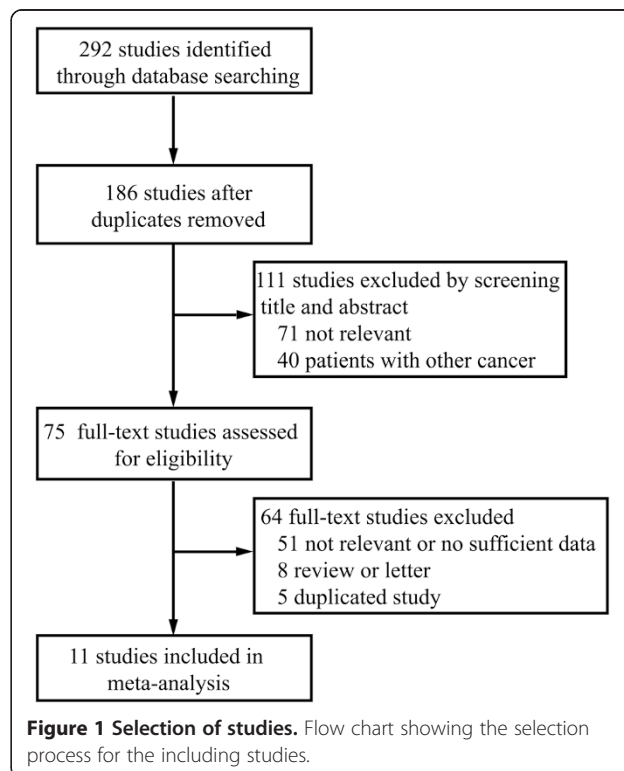 292 studies identified
through database searching
186 studies after
duplicates removed
111 studies excluded by screening
title and abstract
71 not relevant
40 patients with other cancer
75 full-text studies assessed
for eligibility
64 full-text studies excluded
51 not relevant or no sufficient data
8 review or letter
5 duplicated study
11 studies included in
meta-analysis
Figure 1 Selection of studies. Flow chart showing the selection
process for the including studies.